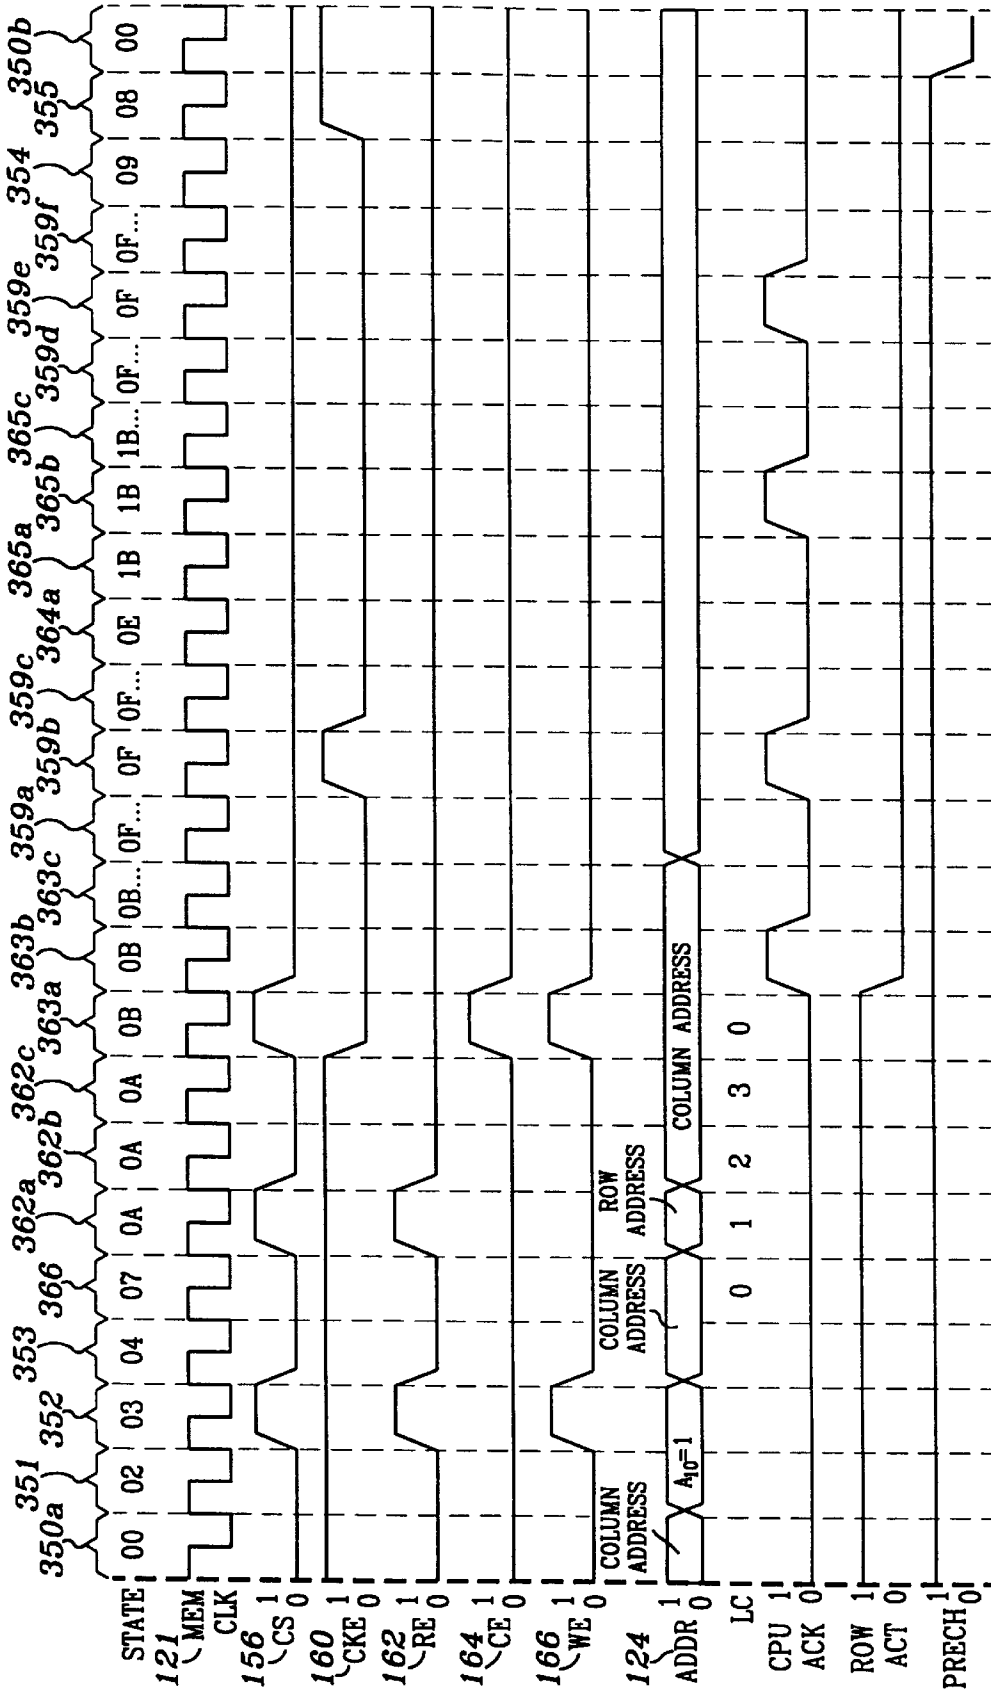 350a 351 352 353 366 362a 362b 362c 363a 363b 363c 359a 359b 359c 364a 365a 365b 365c 359d 359e 359f 354 355 350b
STATE 00 02 03 04 07 0A 0A 0A 0B 0B 0B... 0F... 0F 0F... 0E 1B 1B 1B... 0F... 0F 0F... 09 08 00
121 MEM CLK
156 CS 1 0
160 CKE 1 0
162 RE 1 0
164 CE 1 0
166 WE 1 0
COLUMN ADDRESS
COLUMN ADDRESS
ROW ADDRESS
124 ADDR 1 0
A10=1
COLUMN ADDRESS
LC 0 1 2 3 0
CPU ACK 1 0
ROW ACT 1 0
PRECH 1 0